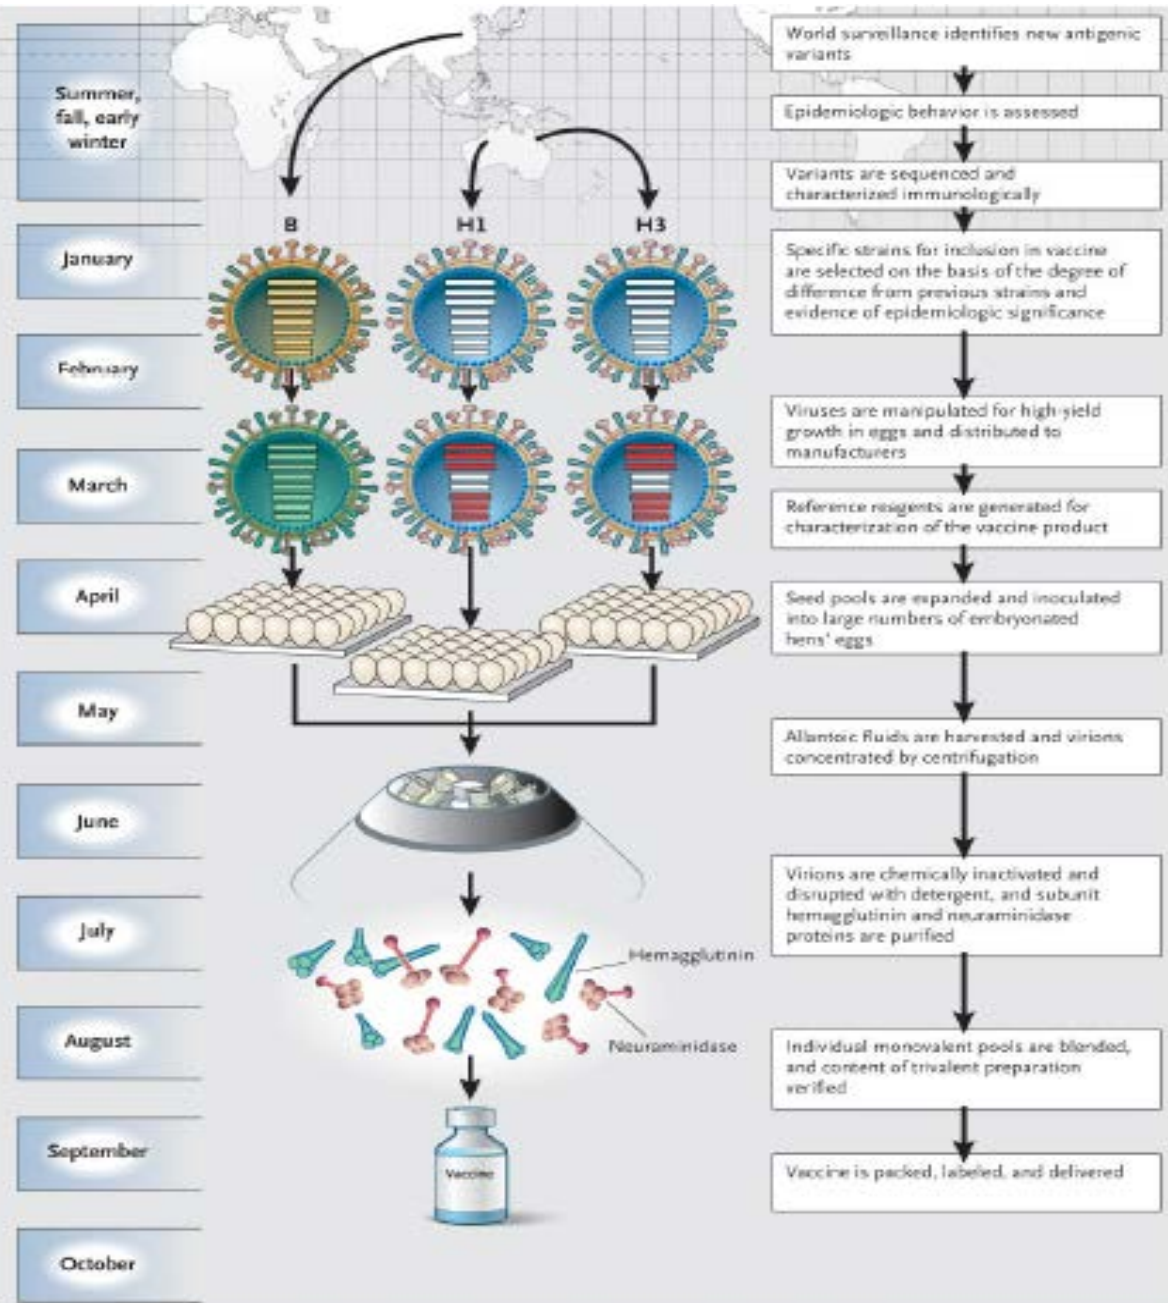 Summer,
fall, early
winter
January
February
March
April
May
June
July
August
September
October
B
H1
H3
Hemagglutinin
Neuraminidase
Vaccine
World surveillance identifies new antigenic
variants
Epidemiologic behavior is assessed
Variants are sequenced and
characterized immunologically
Specific strains for inclusion in vaccine
are selected on the basis of the degree of
difference from previous strains and
evidence of epidemiologic significance
Viruses are manipulated for high-yield
growth in eggs and distributed to
manufacturers
Reference reagents are generated for
characterization of the vaccine product
Seed pools are expanded and inoculated
into large numbers of embryonated
hens' eggs
Allantoic fluids are harvested and virions
concentrated by centrifugation
Virions are chemically inactivated and
disrupted with detergent, and subunit
hemagglutinin and neuraminidase
proteins are purified
Individual monovalent pools are blended,
and content of trivalent preparation
verified
Vaccine is packed, labeled, and delivered